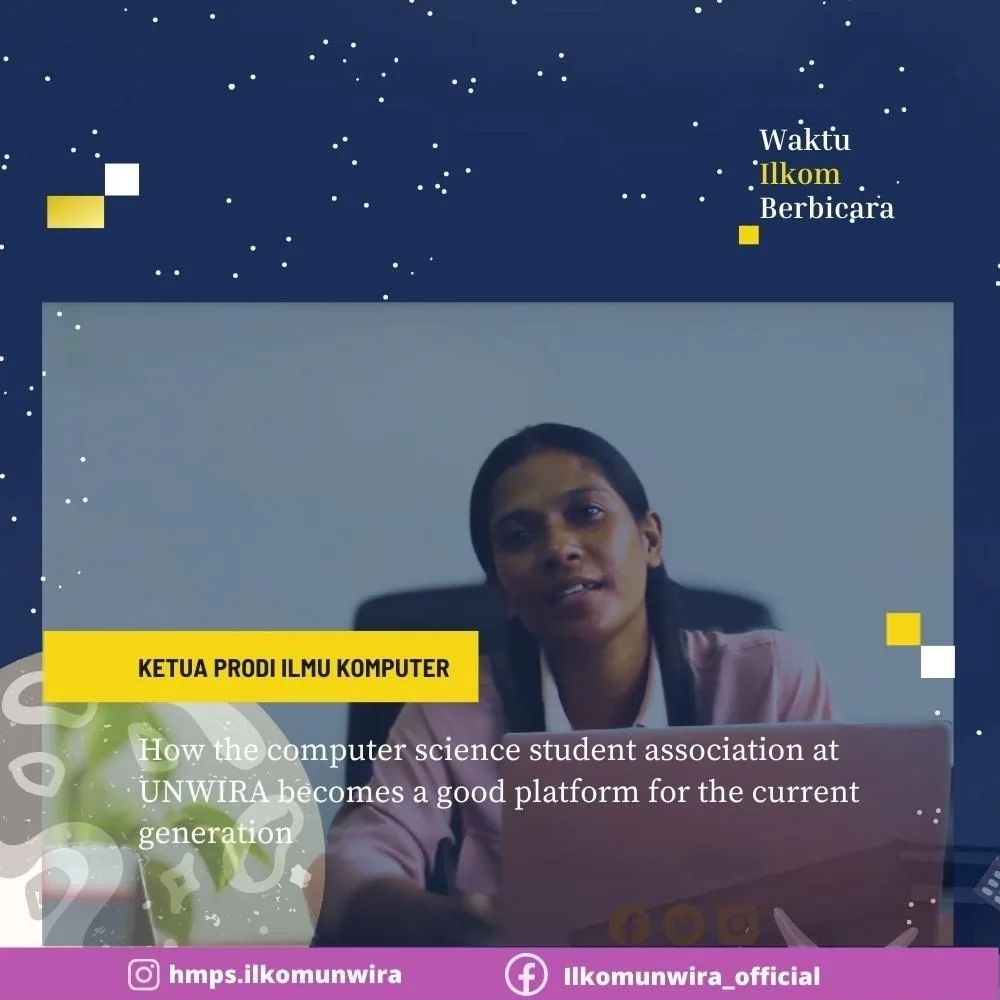 Waktu
Ilkom
Berbicara
KETUA PRODI ILMU KOMPUTER
How the computer science student association at
UNWIRA becomes a good platform for the current
generation
hmps.ilkomunwira
Ilkomunwira_official